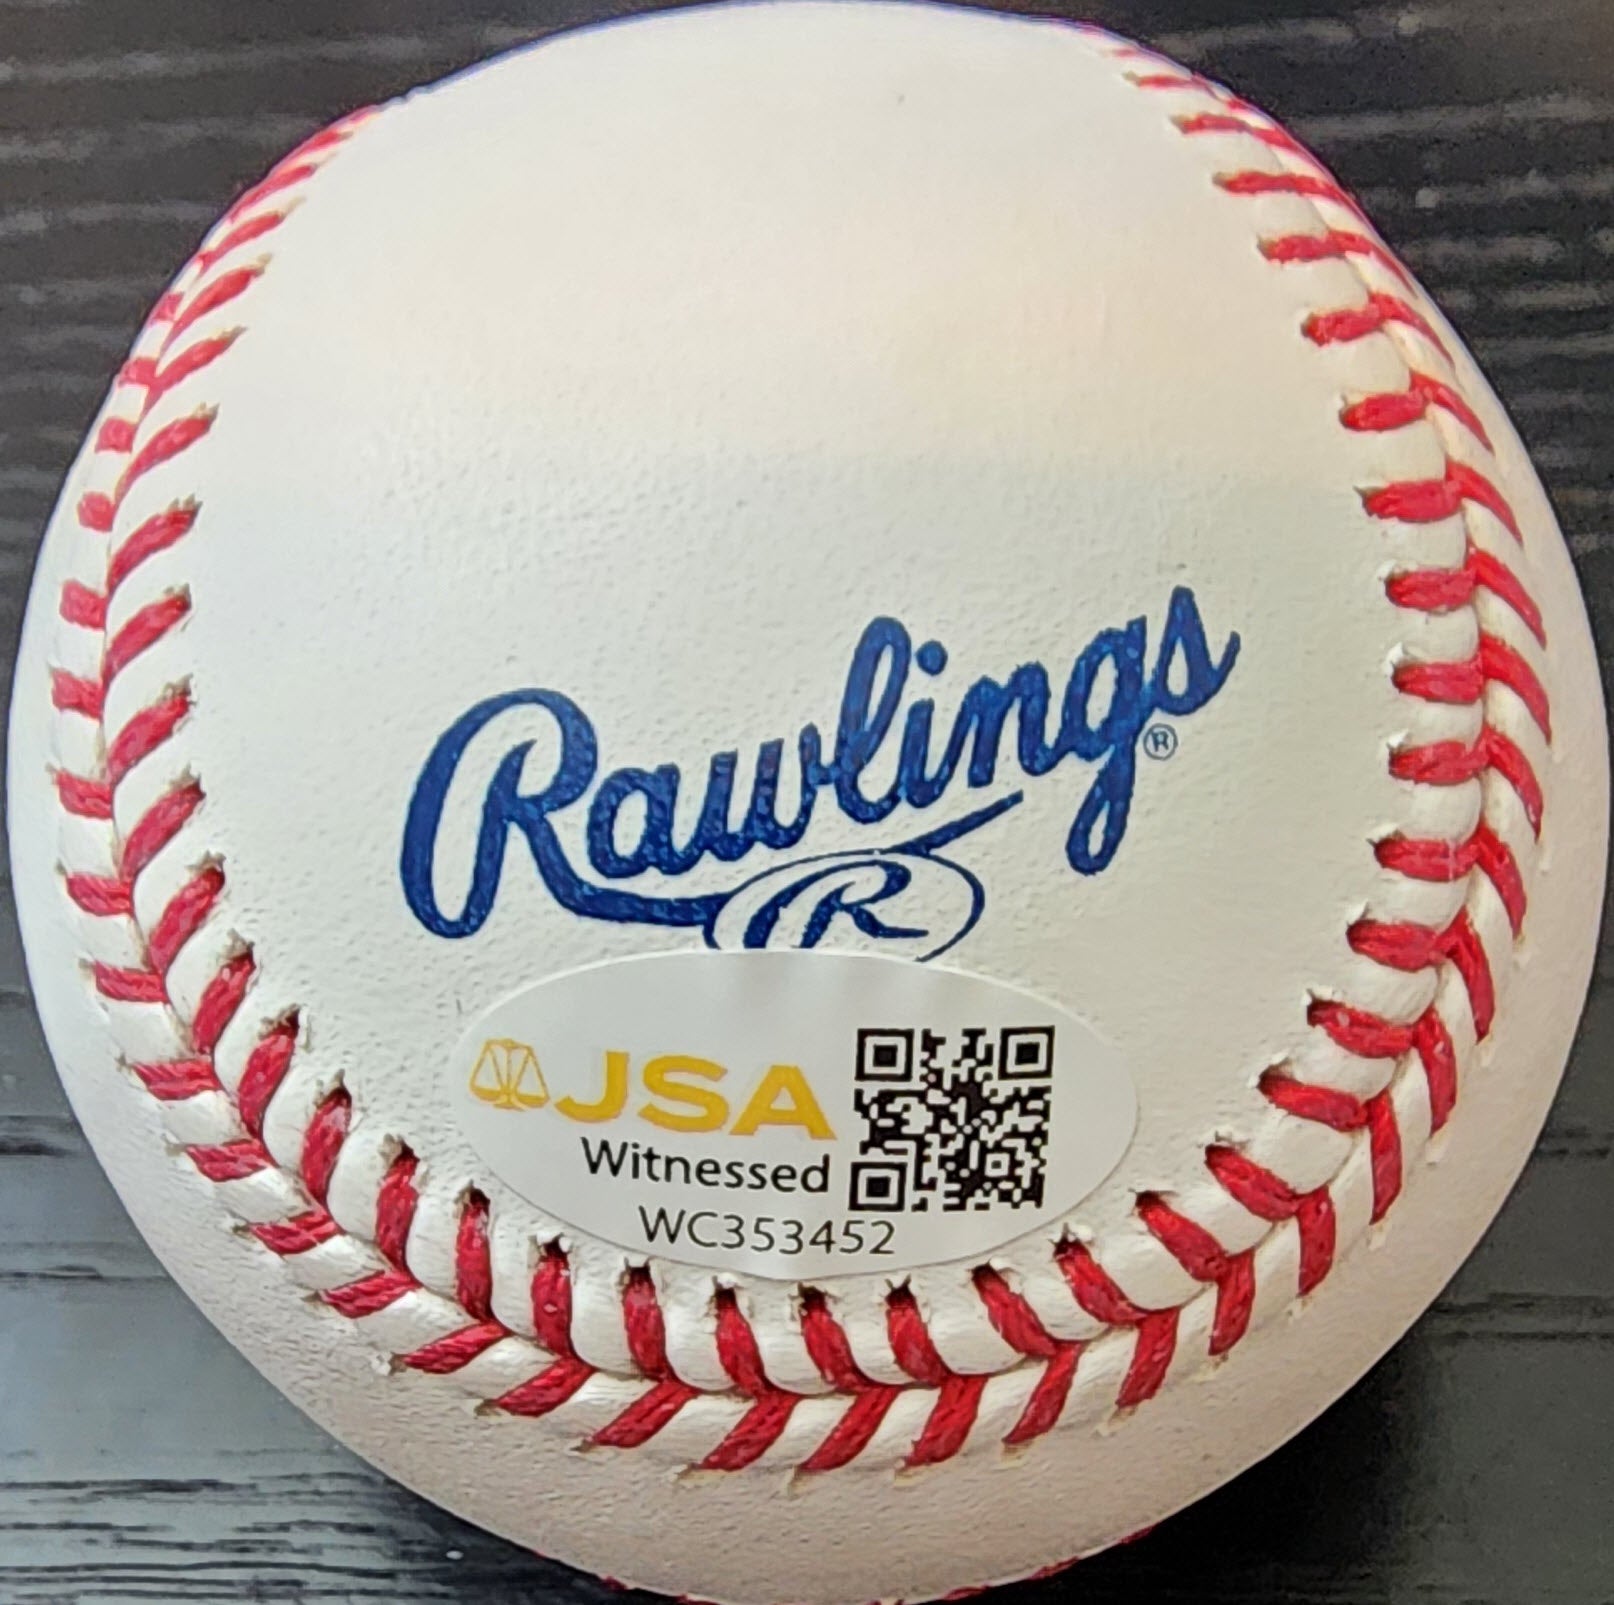 Rawlings®
R
JSA
Witnessed
WC353452